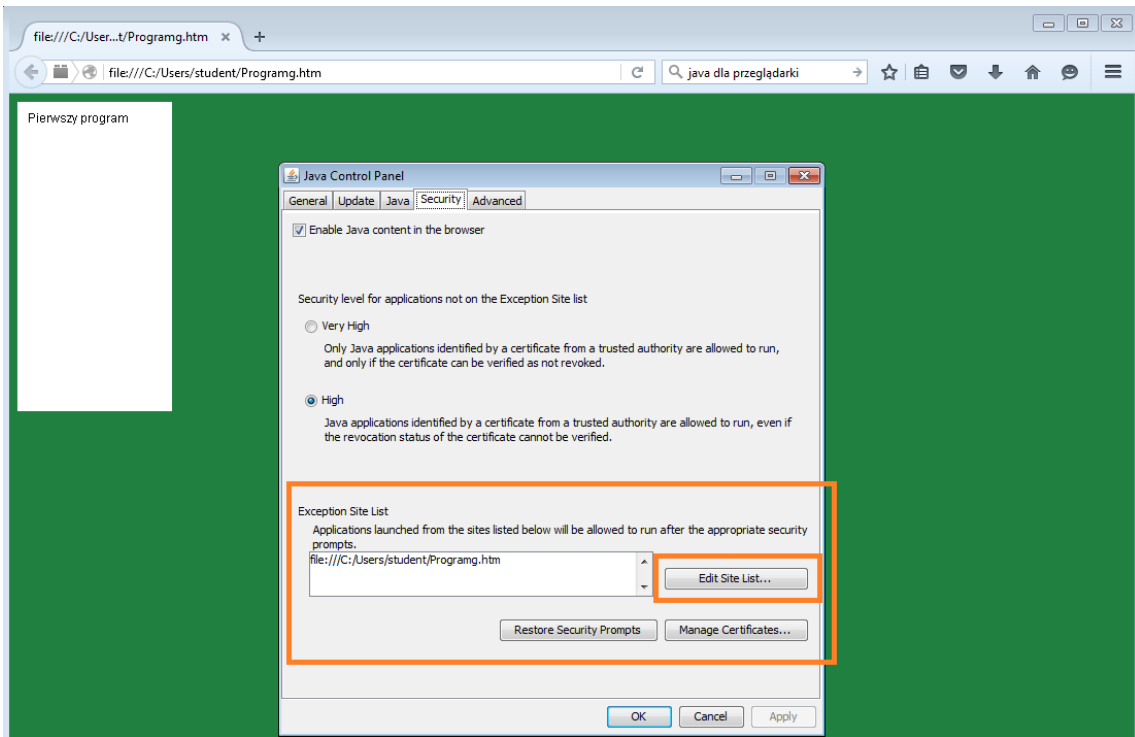 file:///C:/User...t/Programg.htm
file:///C:/Users/student/Programg.htm
java dla przeglądarki
Pierwszy program
Java Control Panel
General Update Java Security Advanced
Enable Java content in the browser
Security level for applications not on the Exception Site list
Very High
Only Java applications identified by a certificate from a trusted authority are allowed to run,
and only if the certificate can be verified as not revoked.
High
Java applications identified by a certificate from a trusted authority are allowed to run, even if
the revocation status of the certificate cannot be verified.
Exception Site List
Applications launched from the sites listed below will be allowed to run after the appropriate security
prompts.
file:///C:/Users/student/Programg.htm
Edit Site List...
Restore Security Prompts Manage Certificates...
OK Cancel Apply